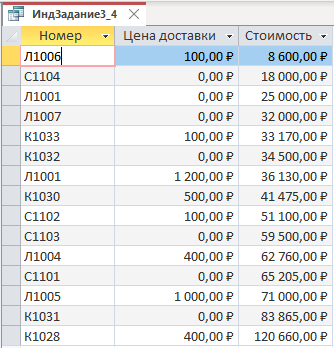 ИндЗадание3_4
Номер Цена доставки Стоимость
Л1006 100,00 ₽ 8 600,00 ₽
С1104 0,00 ₽ 18 000,00 ₽
Л1001 0,00 ₽ 25 000,00 ₽
Л1007 0,00 ₽ 32 000,00 ₽
К1033 100,00 ₽ 33 170,00 ₽
К1032 0,00 ₽ 34 500,00 ₽
Л1001 1 200,00 ₽ 36 130,00 ₽
К1030 500,00 ₽ 41 475,00 ₽
С1102 100,00 ₽ 51 100,00 ₽
С1103 0,00 ₽ 59 500,00 ₽
Л1004 400,00 ₽ 62 760,00 ₽
С1101 0,00 ₽ 65 205,00 ₽
Л1005 1 000,00 ₽ 71 000,00 ₽
К1031 0,00 ₽ 83 865,00 ₽
К1028 400,00 ₽ 120 660,00 ₽